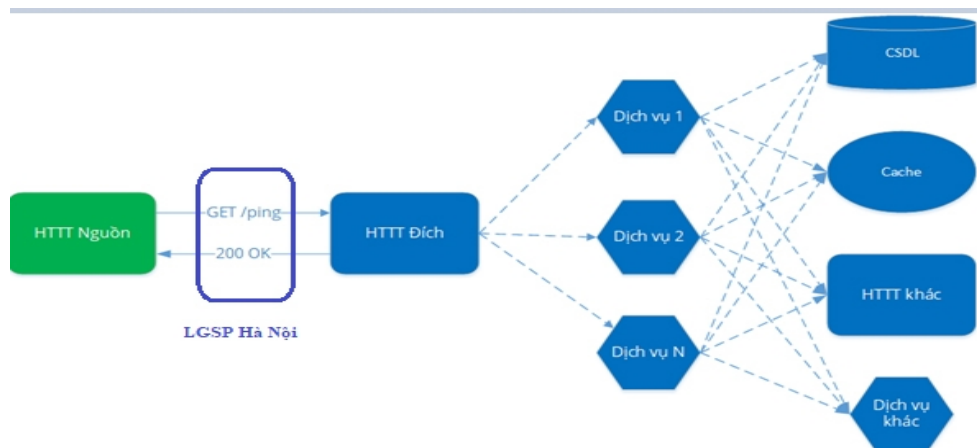 HTTT Nguồn
GET /ping
200 OK
LGSP Hà Nội
HTTT Đích
Dịch vụ 1
Dịch vụ 2
Dịch vụ N
CSDL
Cache
HTTT khác
Dịch vụ
khác